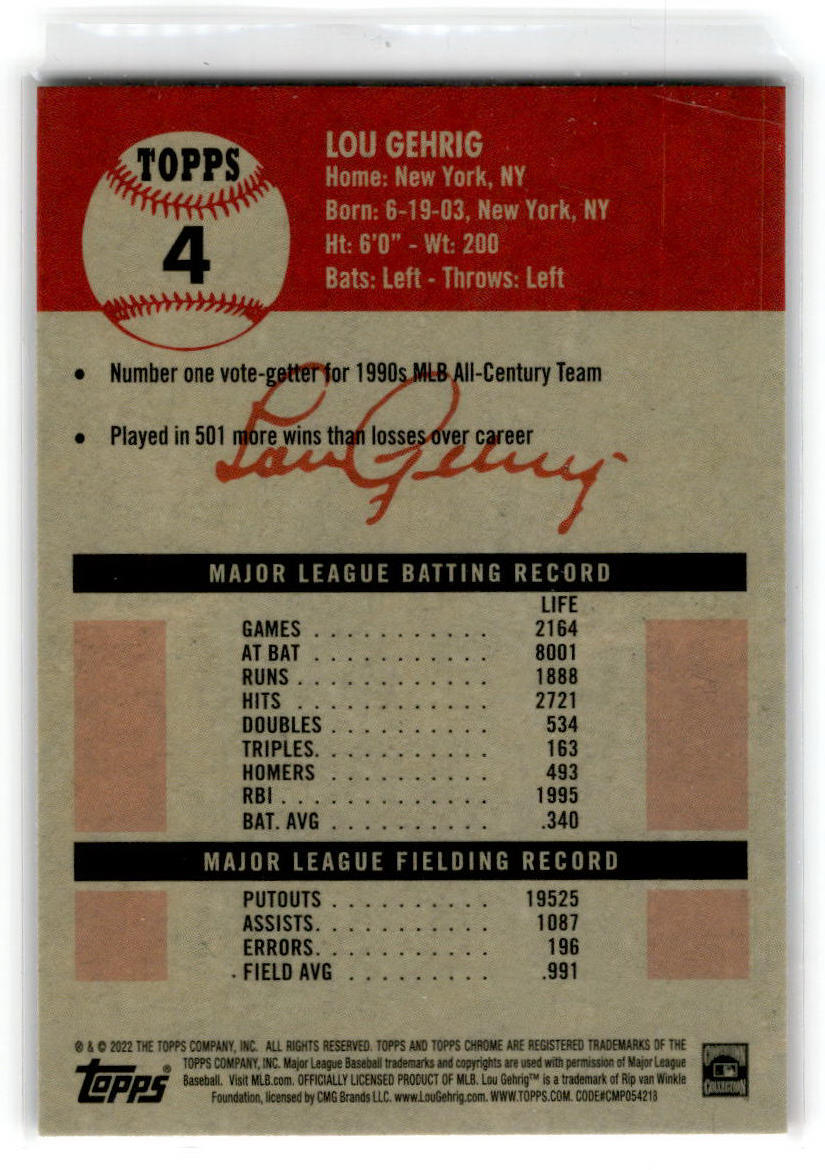 TOPPS
4
LOU GEHRIG
Home: New York, NY
Born: 6-19-03, New York, NY
Ht: 6'0" - Wt: 200
Bats: Left - Throws: Left
• Number one vote-getter for 1990s MLB All-Century Team
• Played in 501 more wins than losses over career
Lou Gehrig
MAJOR LEAGUE BATTING RECORD
LIFE
GAMES . . . . . . . . . . . 2164
AT BAT . . . . . . . . . . . 8001
RUNS . . . . . . . . . . . . 1888
HITS . . . . . . . . . . . . 2721
DOUBLES . . . . . . . . . . 534
TRIPLES. . . . . . . . . . . 163
HOMERS . . . . . . . . . . . 493
RBI . . . . . . . . . . . . . 1995
BAT. AVG . . . . . . . . . . .340
MAJOR LEAGUE FIELDING RECORD
PUTOUTS . . . . . . . . . . 19525
ASSISTS. . . . . . . . . . . 1087
ERRORS. . . . . . . . . . . 196
FIELD AVG . . . . . . . . . .991
® & © 2022 THE TOPPS COMPANY, INC. ALL RIGHTS RESERVED. TOPPS AND TOPPS CHROME ARE REGISTERED TRADEMARKS OF THE
TOPPS COMPANY, INC. Major League Baseball trademarks and copyrights are used with permission of Major League
Baseball. Visit MLB.com. OFFICIALLY LICENSED PRODUCT OF MLB. Lou Gehrig™ is a trademark of Rip van Winkle
Foundation, licensed by CMG Brands LLC. www.LouGehrig.com. WWW.TOPPS.COM. CODE#CMP054218
TOPPS®
COOPERSTOWN
COLLECTION